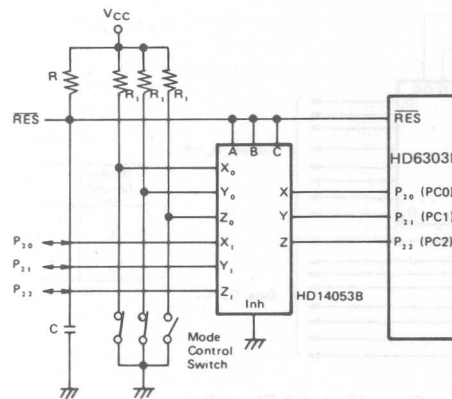 V_CC
R
R₁ R₁ R₁
RES RES
A B C
HD6303
X₀
Y₀
Z₀
X P₂₀ (PC0)
Y P₂₁ (PC1)
Z P₂₂ (PC2)
P₂₀ X₁
P₂₁ Y₁
P₂₂ Z₁
Inh HD14053B
C
Mode
Control
Switch